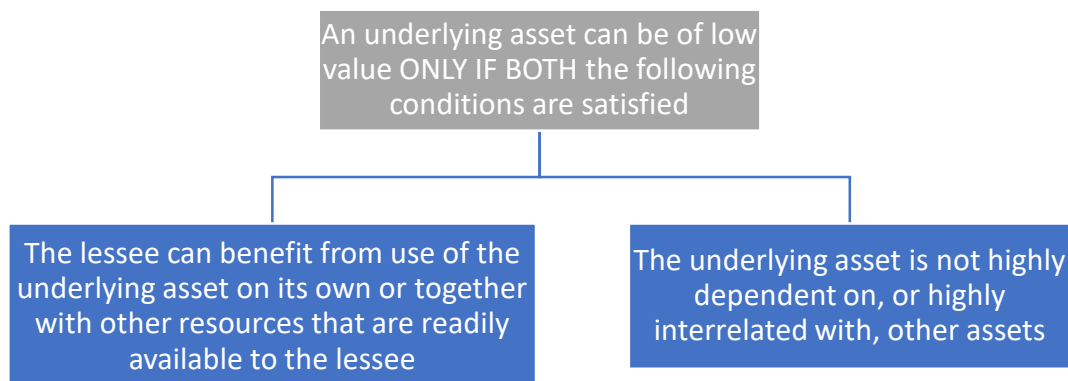 An underlying asset can be of low
value ONLY IF BOTH the following
conditions are satisfied
The lessee can benefit from use of the
underlying asset on its own or together
with other resources that are readily
available to the lessee
The underlying asset is not highly
dependent on, or highly
interrelated with, other assets